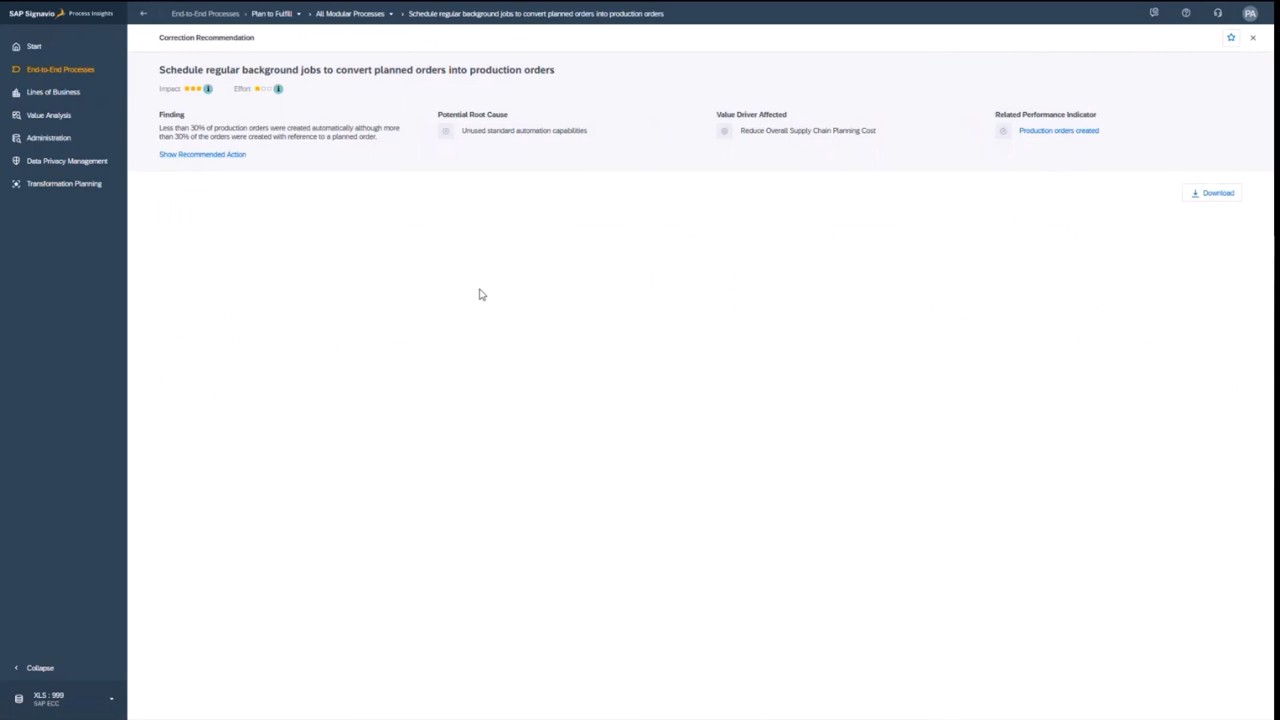 SAP Signavio Process Insights
End-to-End Processes › Plan to Fulfill › All Modular Processes › Schedule regular background jobs to convert planned orders into production orders
PA
Start
End-to-End Processes
Lines of Business
Value Analysis
Administration
Data Privacy Management
Transformation Planning
Correction Recommendation
Schedule regular background jobs to convert planned orders into production orders
Impact
Effort
Finding
Less than 30% of production orders were created automatically although more
than 30% of the orders were created with reference to a planned order.
Show Recommended Action
Potential Root Cause
Unused standard automation capabilities
Value Driver Affected
Reduce Overall Supply Chain Planning Cost
Related Performance Indicator
Production orders created
Download
Collapse
XLS : 999
SAP ECC